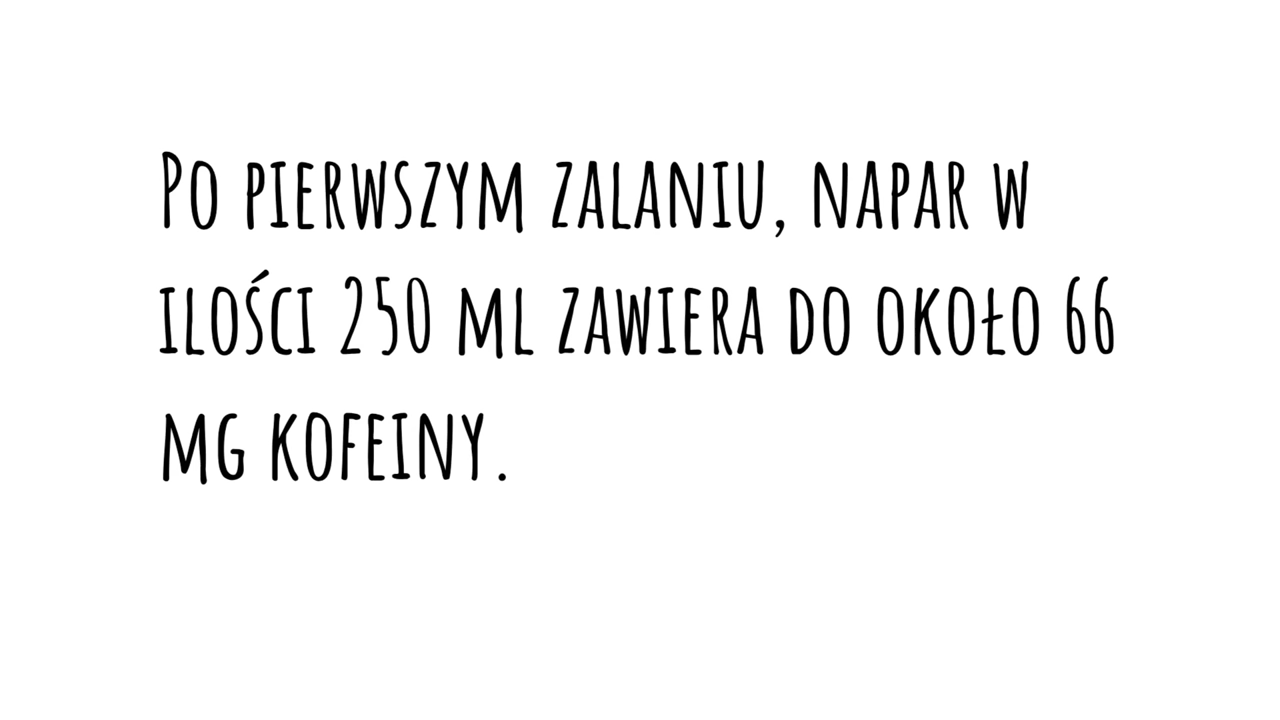 Po pierwszym zalaniu, napar w
ilości 250 ml zawiera do około 66
mg kofeiny.